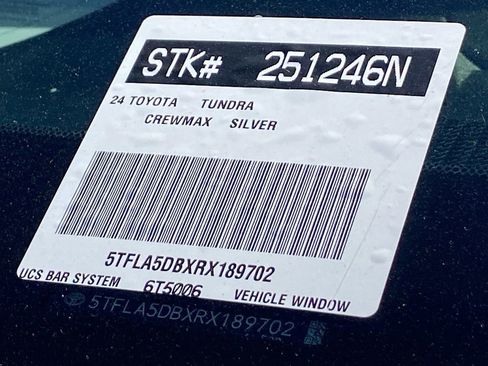 STK# 251246N
24 TOYOTA TUNDRA
CREWMAX SILVER
5TFLA5DBXRX189702
UCS BAR SYSTEM 6T5006 VEHICLE WINDOW
5TFLA5DBXRX189702